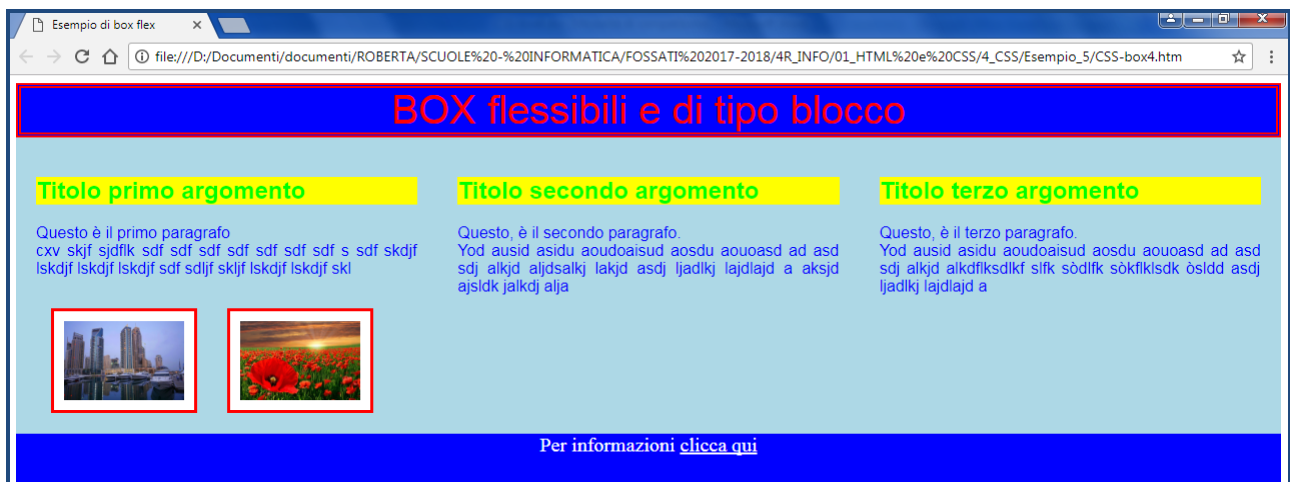 Esempio di box flex
file:///D:/Documenti/documenti/ROBERTA/SCUOLE%20-%20INFORMATICA/FOSSATI%202017-2018/4R_INFO/01_HTML%20e%20CSS/4_CSS/Esempio_5/CSS-box4.htm
BOX flessibili e di tipo blocco
Titolo primo argomento
Questo è il primo paragrafo
cxv skjf sjdflk sdf sdf sdf sdf sdf sdf sdf s sdf skdjf
lskdjf lskdjf lskdjf sdf sdljf skljf lskdjf lskdjf skl
Titolo secondo argomento
Questo, è il secondo paragrafo.
Yod ausid asidu aoudoaisud aosdu aouoasd ad asd
sdj alkjd aljdsalkj lakjd asdj ljadlkj lajdlajd a aksjd
ajsldk jalkdj alja
Titolo terzo argomento
Questo, è il terzo paragrafo.
Yod ausid asidu aoudoaisud aosdu aouoasd ad asd
sdj alkjd alkdflksdlkf slfk sòdlfk sòkflklsdk òsldd asdj
ljadlkj lajdlajd a
Per informazioni clicca qui